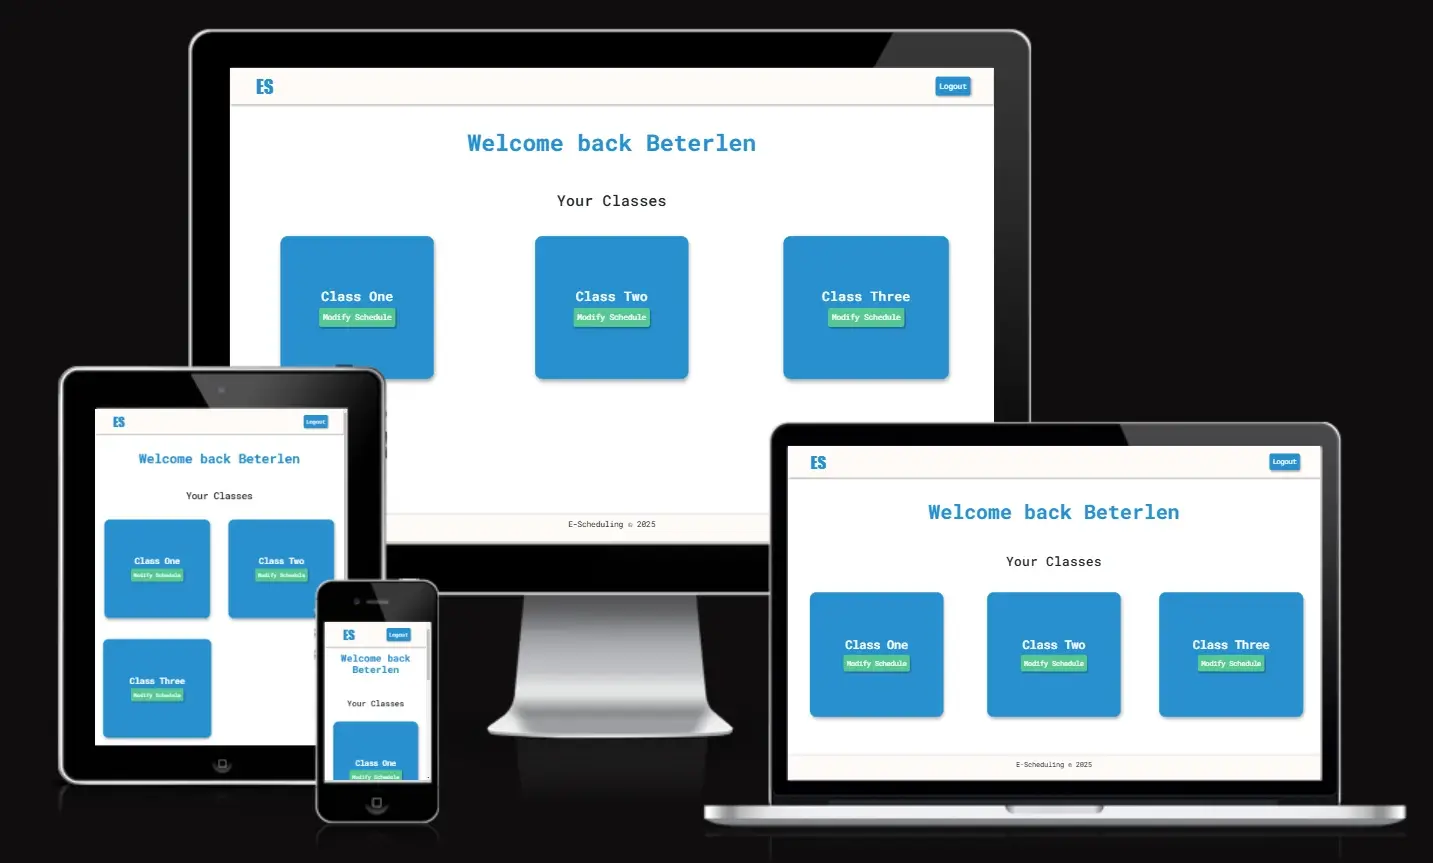 ES
Logout
Welcome back Beterlen
Your Classes
Class One
Modify Schedule
Class Two
Modify Schedule
Class Three
Modify Schedule
E-Scheduling © 2025
ES
Logout
Welcome back Beterlen
Your Classes
Class One
Modify Schedule
Class Two
Modify Schedule
Class Three
Modify Schedule
ES
Logout
Welcome back
Beterlen
Your Classes
Class One
Modify Schedule
ES
Logout
Welcome back Beterlen
Your Classes
Class One
Modify Schedule
Class Two
Modify Schedule
Class Three
Modify Schedule
E-Scheduling © 2025